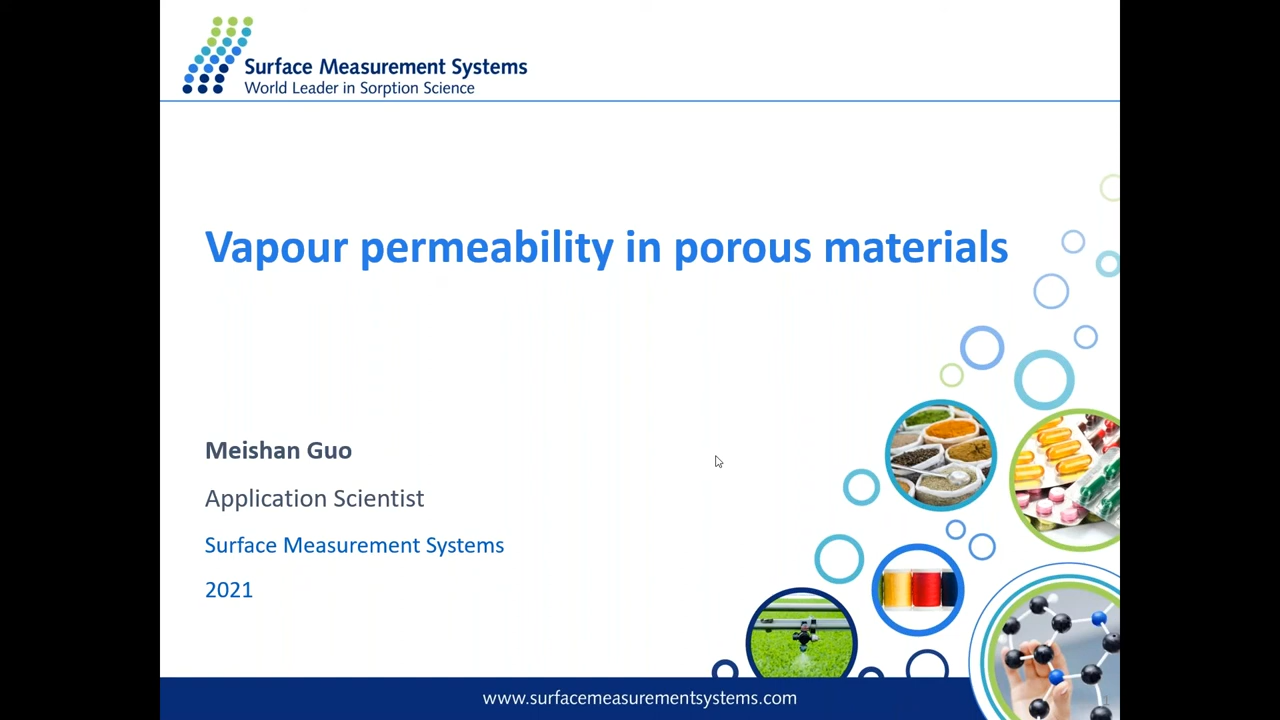 Surface Measurement Systems
World Leader in Sorption Science
Vapour permeability in porous materials
Meishan Guo
Application Scientist
Surface Measurement Systems
2021
www.surfacemeasurementsystems.com
1